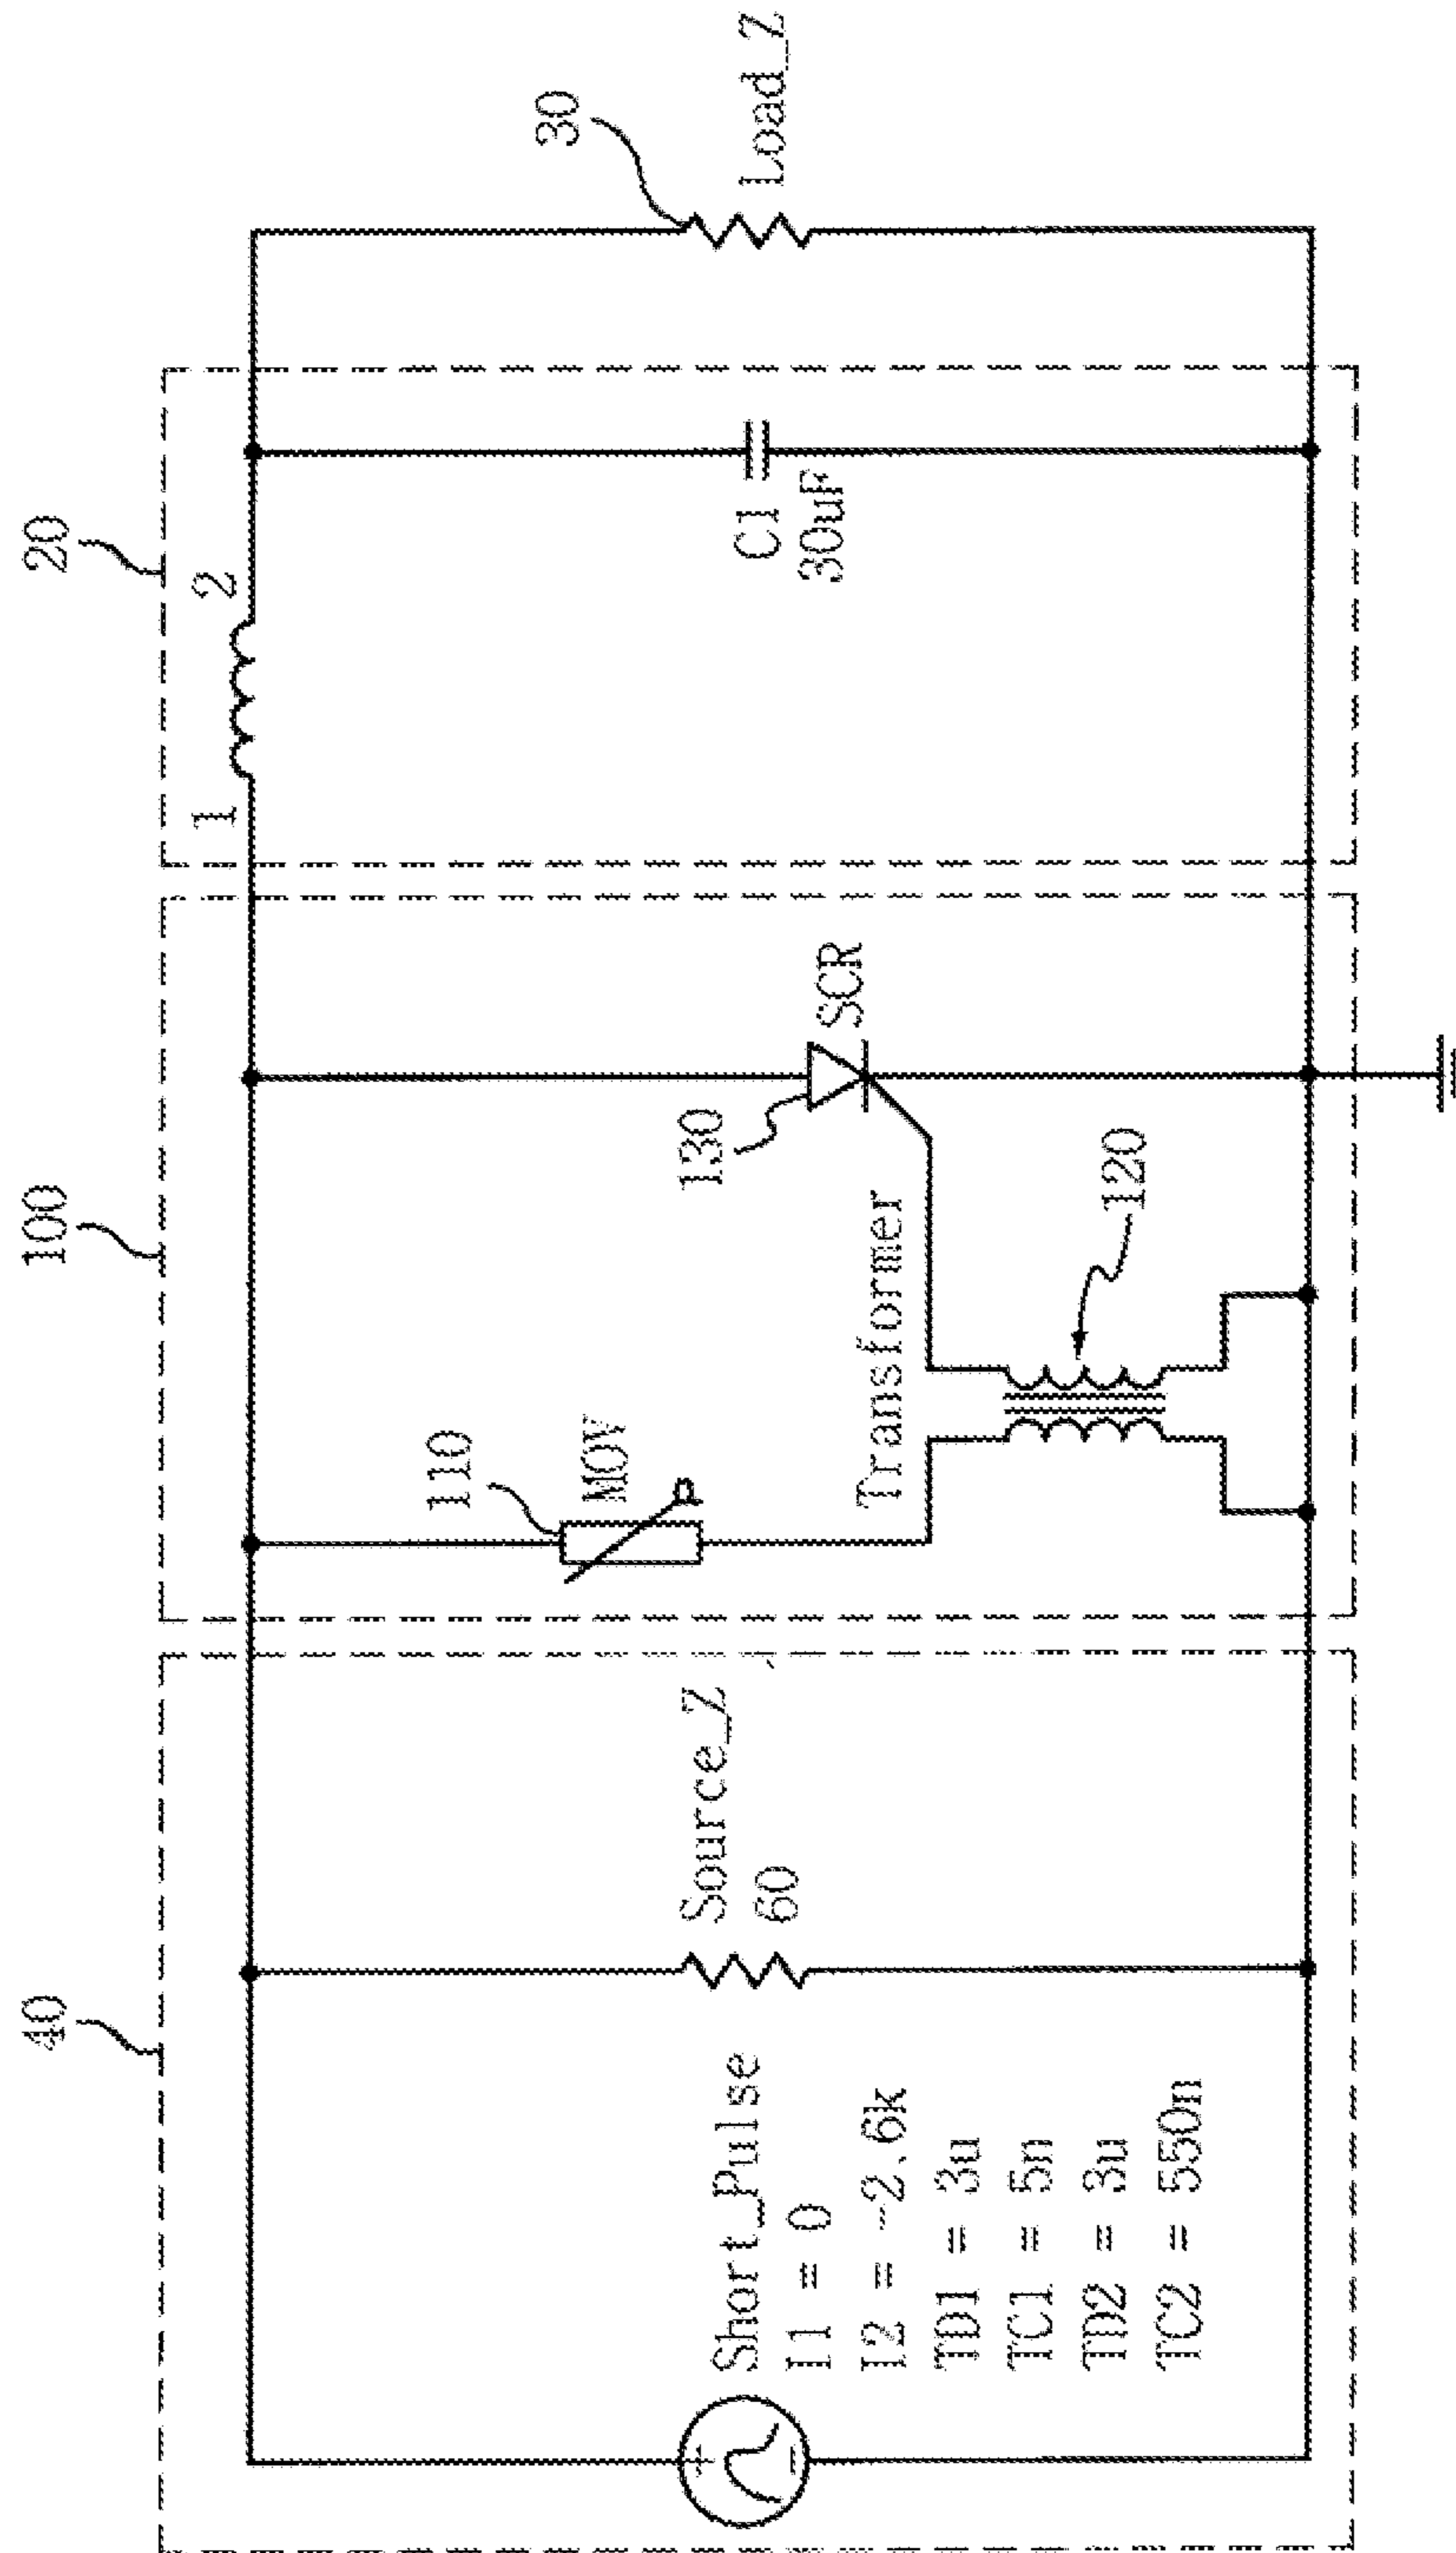 40
100
20
Short_Pulse
I1 = 0
I2 = -2.6k
TD1 = 3u
TC1 = 5n
TD2 = 3u
TC2 = 550n
Source_Z
60
110
MOV
p
Transformer
120
130
SCR
1
2
C1
30uF
30
Load_Z